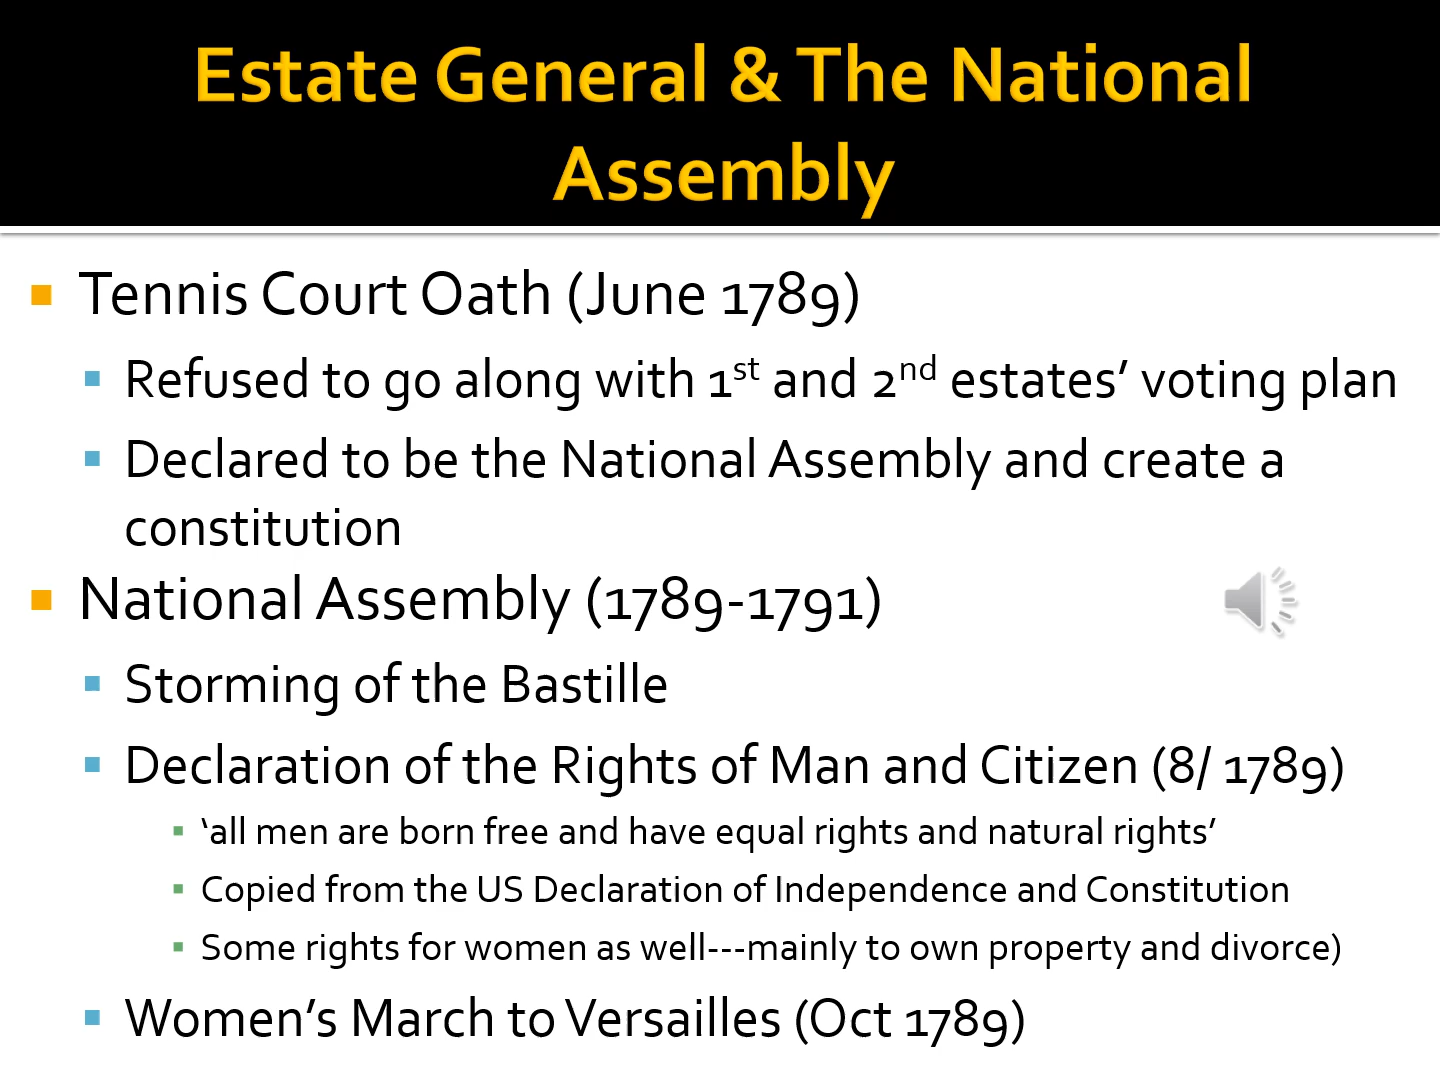 Estate General & The National
Assembly
Tennis Court Oath (June 1789)
Refused to go along with 1st and 2nd estates’ voting plan
Declared to be the National Assembly and create a
constitution
National Assembly (1789-1791)
Storming of the Bastille
Declaration of the Rights of Man and Citizen (8/ 1789)
‘all men are born free and have equal rights and natural rights’
Copied from the US Declaration of Independence and Constitution
Some rights for women as well---mainly to own property and divorce)
Women’s March to Versailles (Oct 1789)